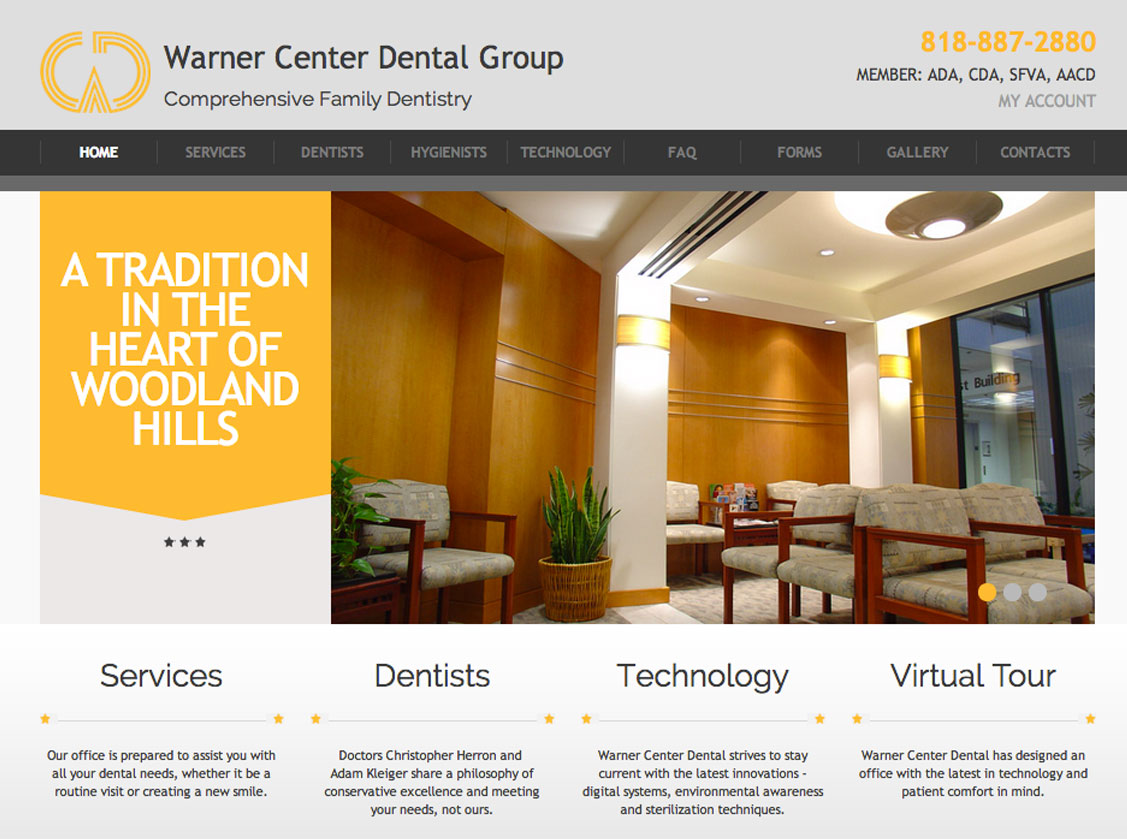 Warner Center Dental Group
Comprehensive Family Dentistry
818-887-2880
MEMBER: ADA, CDA, SFVA, AACD
MY ACCOUNT
HOME SERVICES DENTISTS HYGIENISTS TECHNOLOGY FAQ FORMS GALLERY CONTACTS
A TRADITION
IN THE
HEART OF
WOODLAND
HILLS
st Building
Services
Our office is prepared to assist you with
all your dental needs, whether it be a
routine visit or creating a new smile.
Dentists
Doctors Christopher Herron and
Adam Kleiger share a philosophy of
conservative excellence and meeting
your needs, not ours.
Technology
Warner Center Dental strives to stay
current with the latest innovations -
digital systems, environmental awareness
and sterilization techniques.
Virtual Tour
Warner Center Dental has designed an
office with the latest in technology and
patient comfort in mind.